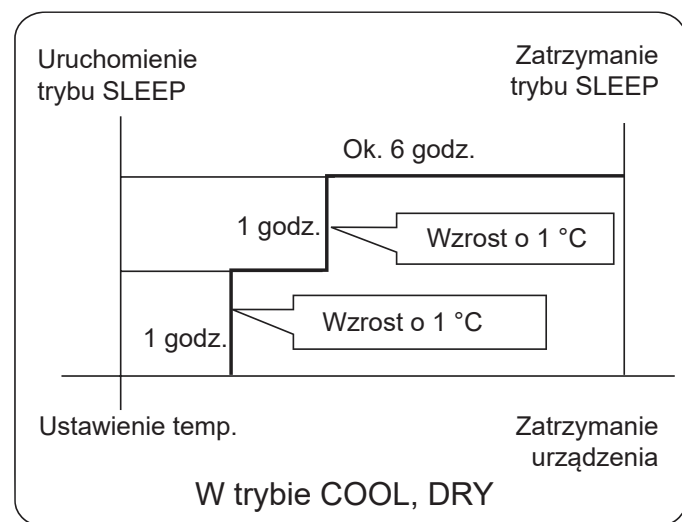 Uruchomienie
trybu SLEEP
Zatrzymanie
trybu SLEEP
Ok. 6 godz.
1 godz.
Wzrost o 1 °C
1 godz.
Wzrost o 1 °C
Ustawienie temp.
Zatrzymanie
urządzenia
W trybie COOL, DRY